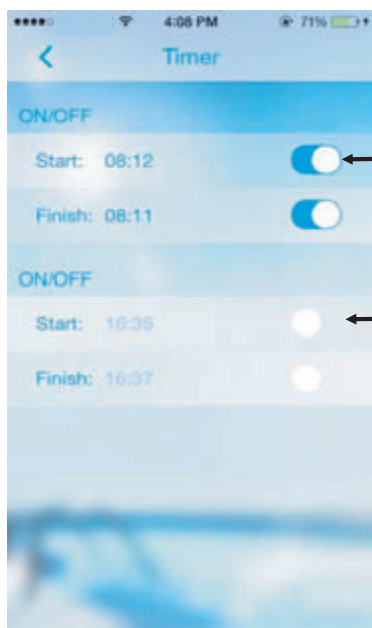 4:08 PM 71%
Timer
ON/OFF
Start: 08:12
Finish: 08:11
ON/OFF
Start: 16:35
Finish: 16:37